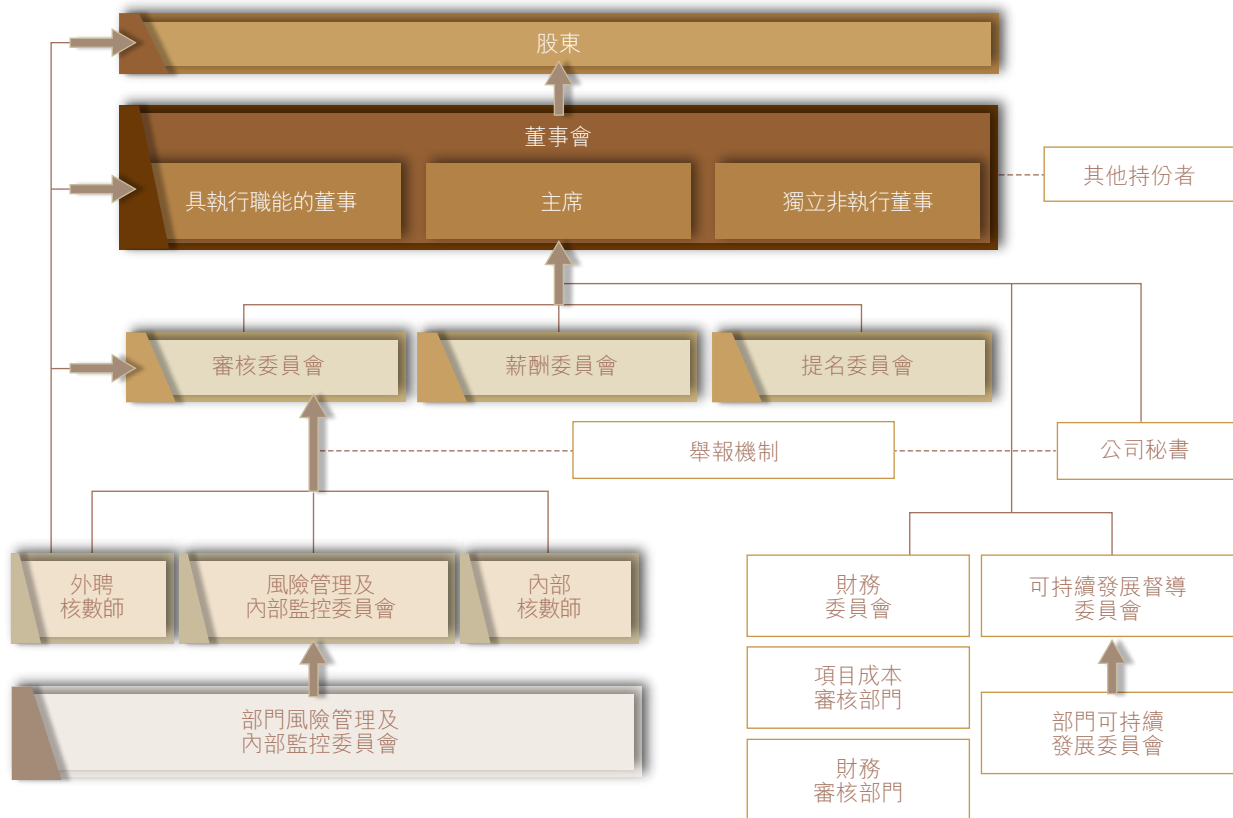 股東
董事會
具執行職能的董事
主席
獨立非執行董事
其他持份者
審核委員會
薪酬委員會
提名委員會
舉報機制
公司秘書
外聘
核數師
風險管理及
內部監控委員會
內部
核數師
財務
委員會
可持續發展督導
委員會
項目成本
審核部門
部門風險管理及
內部監控委員會
部門可持續
發展委員會
財務
審核部門